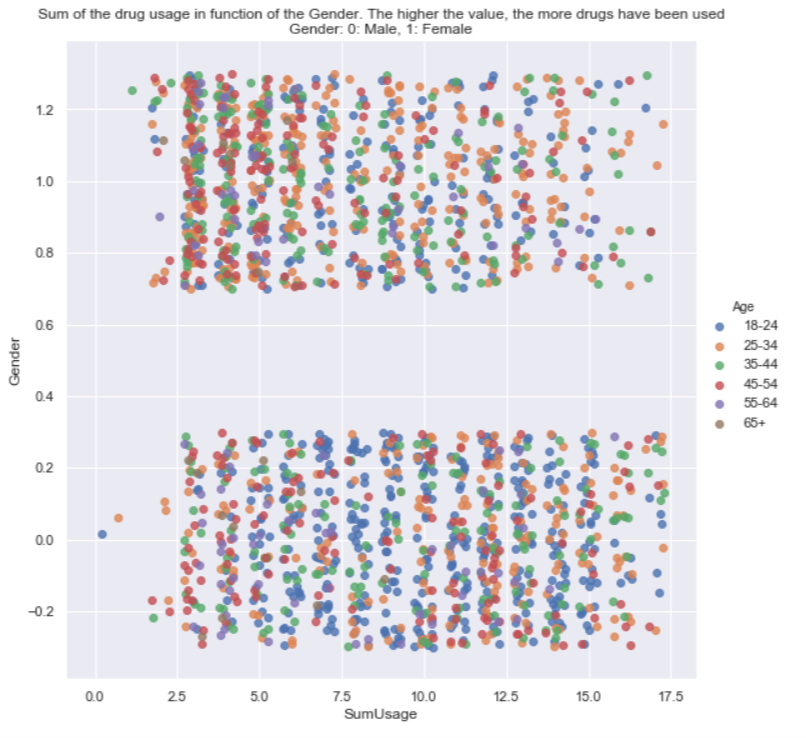 Sum of the drug usage in function of the Gender. The higher the value, the more drugs have been used
Gender: 0: Male, 1: Female
1.2
1.0
0.8
0.6
0.4
0.2
0.0
−0.2
Gender
0.0 2.5 5.0 7.5 10.0 12.5 15.0 17.5
SumUsage
Age
18-24
25-34
35-44
45-54
55-64
65+